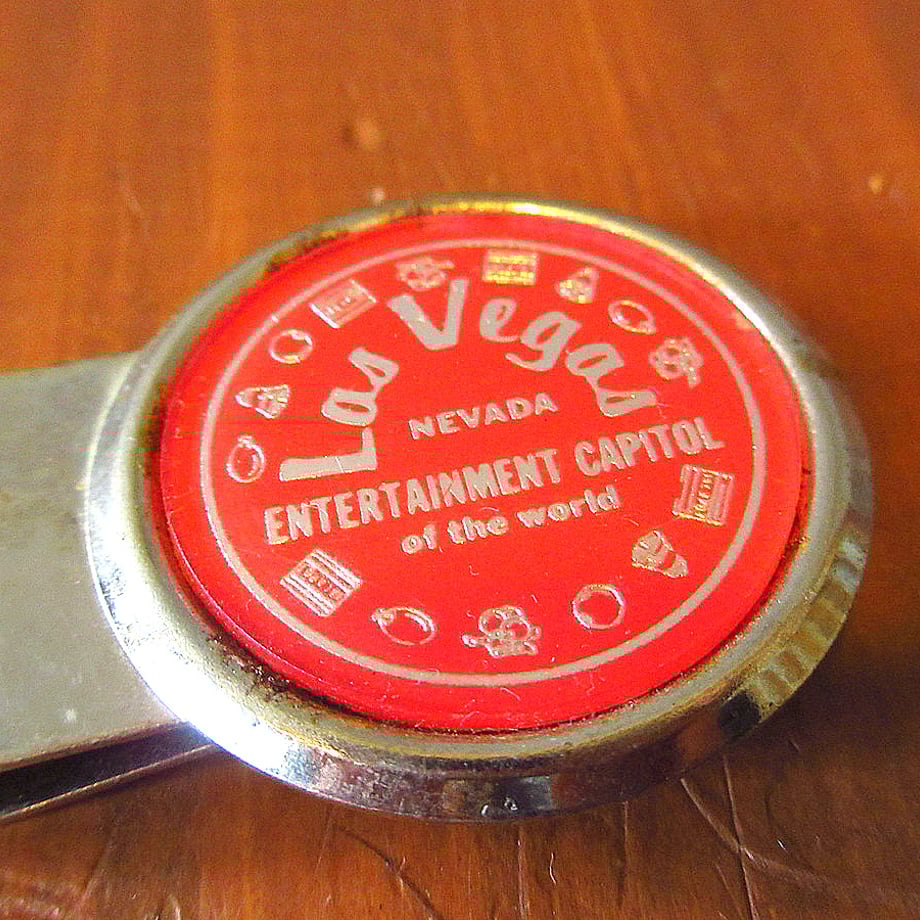 Las Vegas
NEVADA
ENTERTAINMENT CAPITOL
of the world